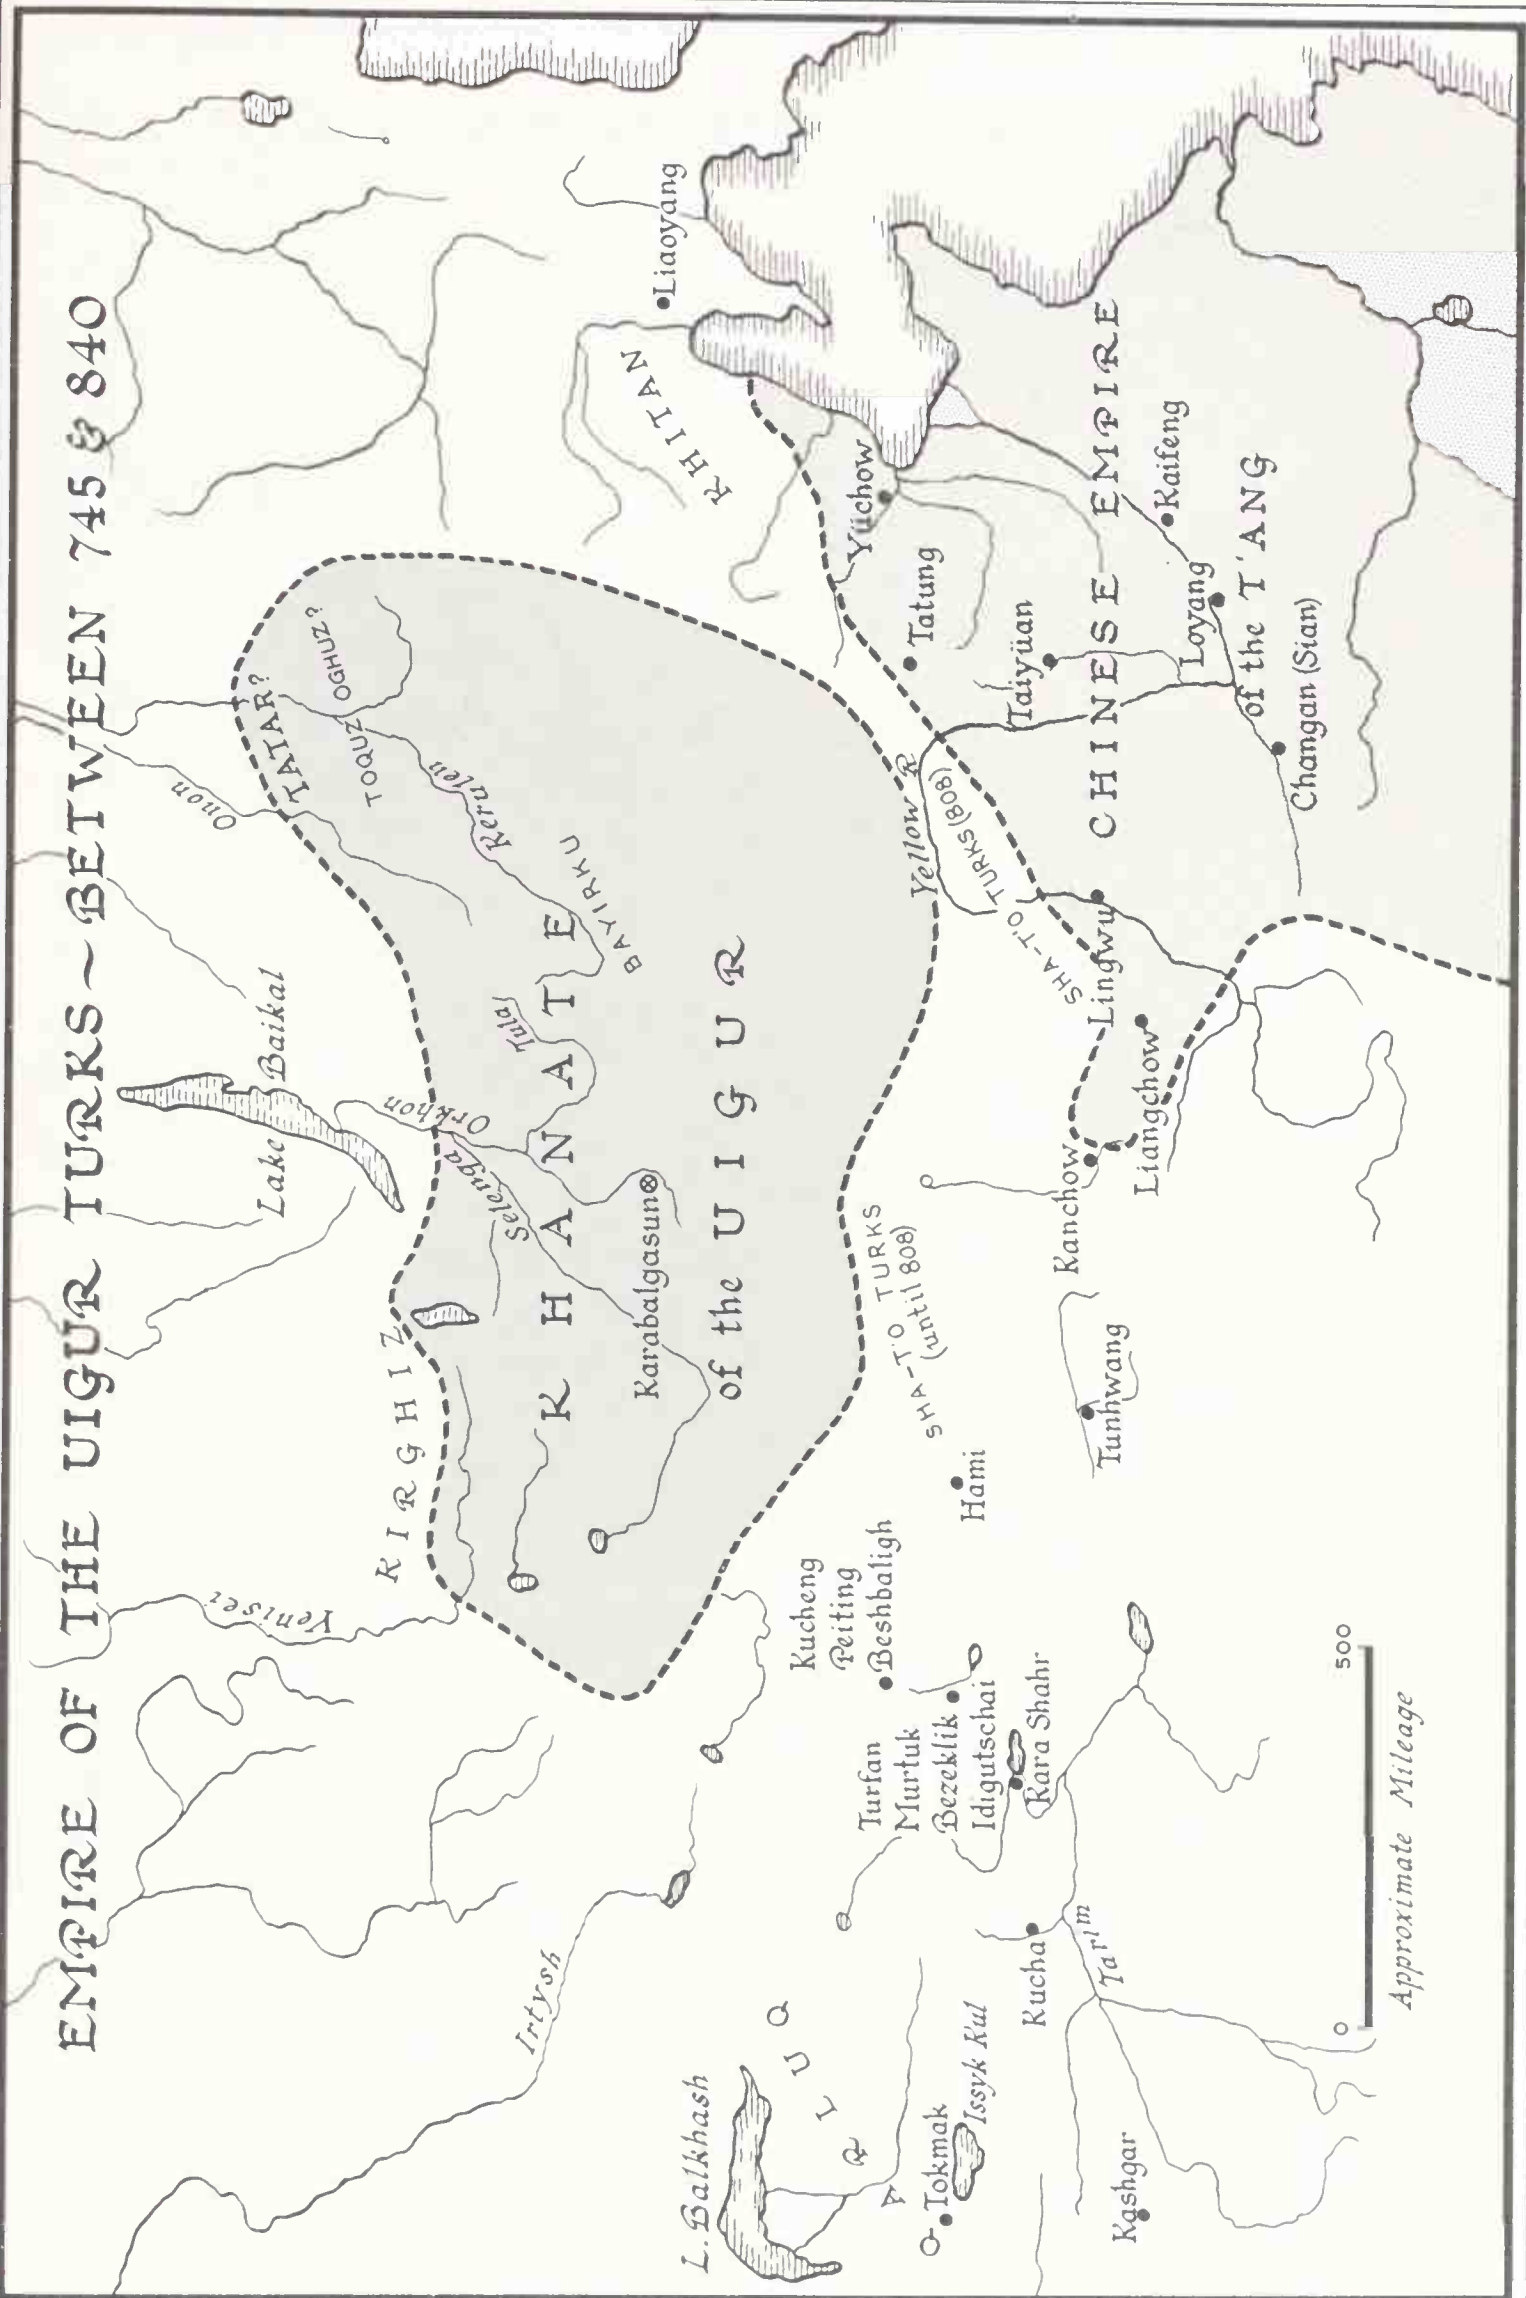 EMPIRE OF THE UIGUR TURKS~BETWEEN 745 & 840
Yenisei
Irtysh
Lake Baikal
Onon
KIRGHIZ
TATAR?
TOQUZ OGHUZ?
Kerulen
BAYIRKU
Tula
Orkhon
Selenga
KHANATE
of the UIGUR
Karabalgasun
KHITAN
Liaoyang
L. Balkhash
QARLUQ
Tokmak
Issyk Kul
Kashgar
Kucha
Tarim
Kucheng
Peiting
Beshbaligh
Turfan
Murtuk
Bezeklik
Idigutschai
Kara Shahr
Hami
SHA-T'O TURKS
(until 808)
Tunhwang
Kanchow
Liangchow
Lingwu
SHA-T'O TURKS (808)
Yellow R
Yüchow
Tatung
Taiyüan
CHINESE EMPIRE
of the T'ANG
Kaifeng
Loyang
Changan (Sian)
0 500
Approximate Mileage